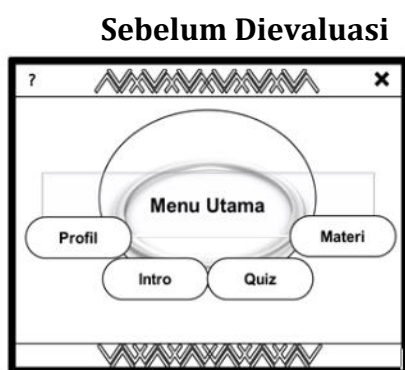 Sebelum Dievaluasi
?
Menu Utama
Profil
Materi
Intro
Quiz